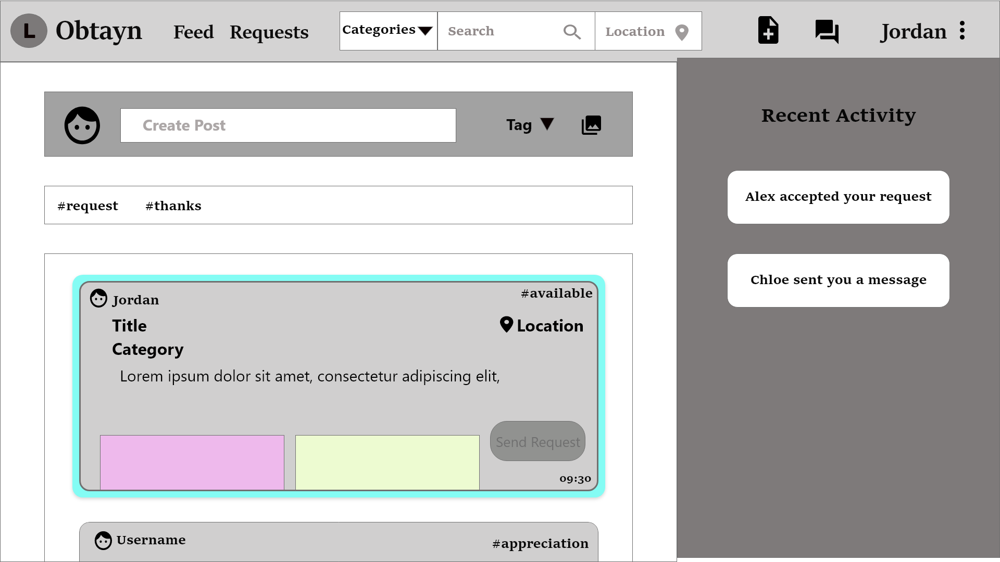 L Obtayn Feed Requests Categories Search Location Jordan
Create Post Tag
#request #thanks
Jordan #available
Title Location
Category
Lorem ipsum dolor sit amet, consectetur adipiscing elit,
Send Request
09:30
Username #appreciation
Recent Activity
Alex accepted your request
Chloe sent you a message